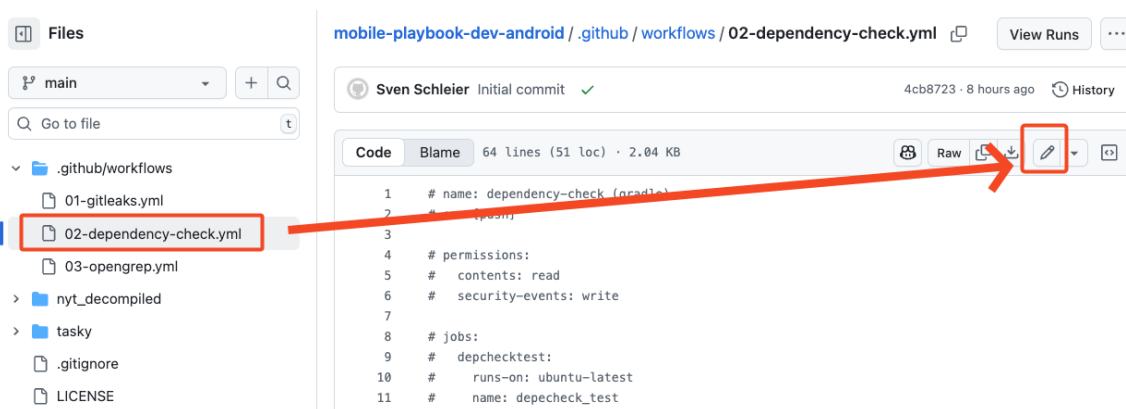 Files
main
Go to file
t
.github/workflows
01-gitleaks.yml
02-dependency-check.yml
03-opengrep.yml
nyt_decompiled
tasky
.gitignore
LICENSE
mobile-playbook-dev-android / .github / workflows / 02-dependency-check.yml
View Runs
Sven Schleier Initial commit
4cb8723 · 8 hours ago
History
Code
Blame
64 lines (51 loc) · 2.04 KB
Raw
1 # name: dependency-check (gradle)
2 # [push]
3
4 # permissions:
5 #   contents: read
6 #   security-events: write
7
8 # jobs:
9 #   depchecktest:
10 #     runs-on: ubuntu-latest
11 #     name: depecheck_test